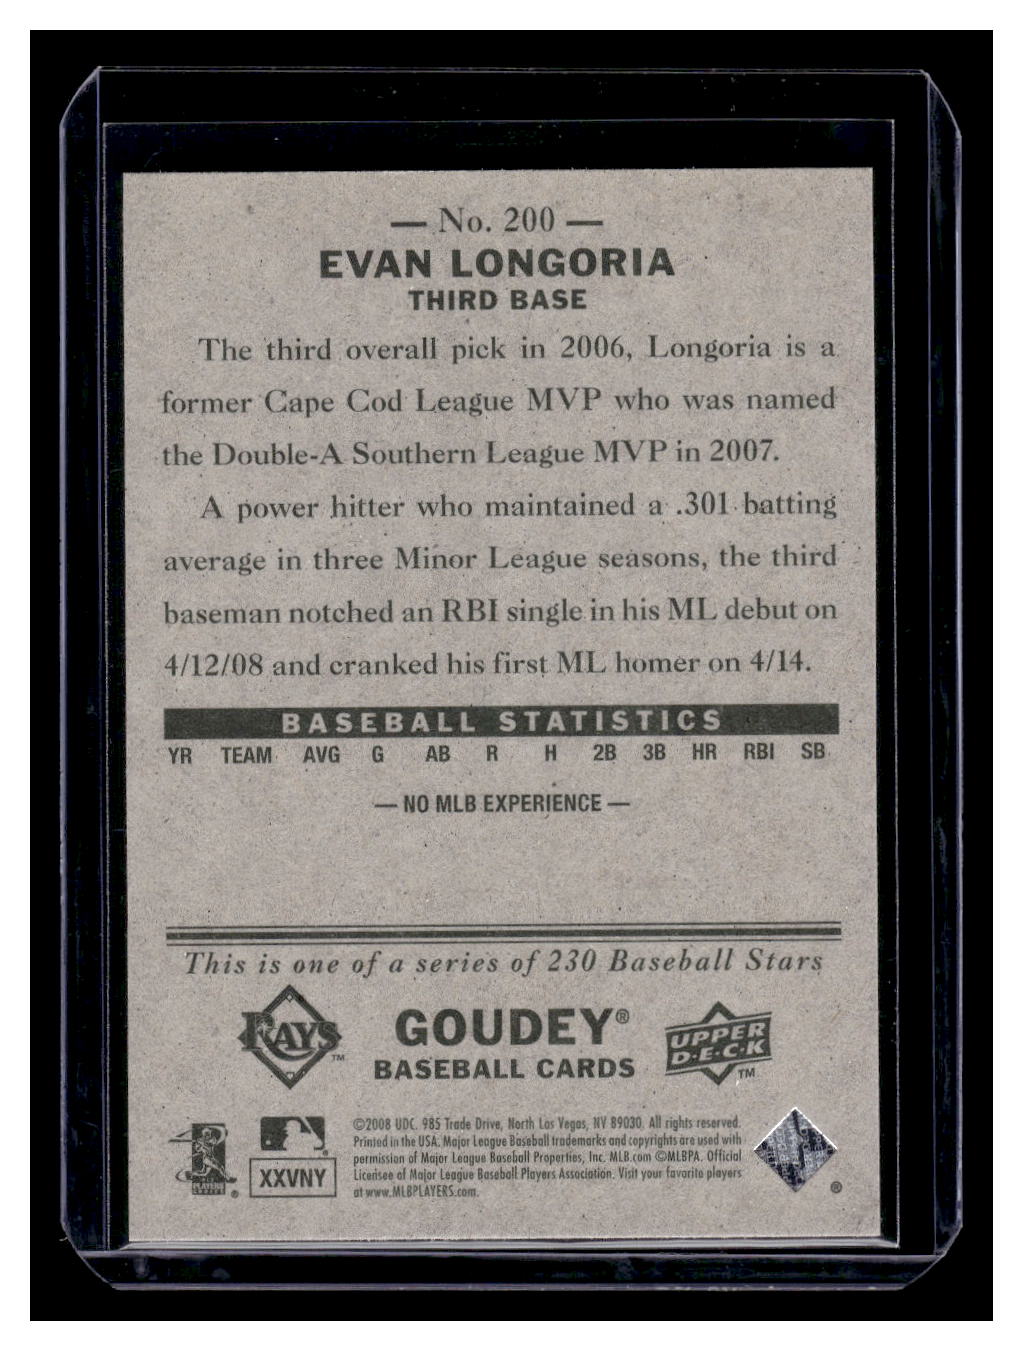 — No. 200 —
EVAN LONGORIA
THIRD BASE
The third overall pick in 2006, Longoria is a
former Cape Cod League MVP who was named
the Double-A Southern League MVP in 2007.
A power hitter who maintained a .301 batting
average in three Minor League seasons, the third
baseman notched an RBI single in his ML debut on
4/12/08 and cranked his first ML homer on 4/14.
BASEBALL STATISTICS
YR TEAM AVG G AB R H 2B 3B HR RBI SB
— NO MLB EXPERIENCE —
This is one of a series of 230 Baseball Stars
RAYS™
GOUDEY®
BASEBALL CARDS
UPPER
D•E•C•K
™
©2008 UDC. 985 Trade Drive, North Las Vegas, NV 89030. All rights reserved.
Printed in the USA. Major League Baseball trademarks and copyrights are used with
permission of Major League Baseball Properties, Inc. MLB.com ©MLBPA. Official
Licensee of Major League Baseball Players Association. Visit your favorite players
at www.MLBPLAYERS.com.
PLAYERS
CHOICE
®
®
XXVNY
®